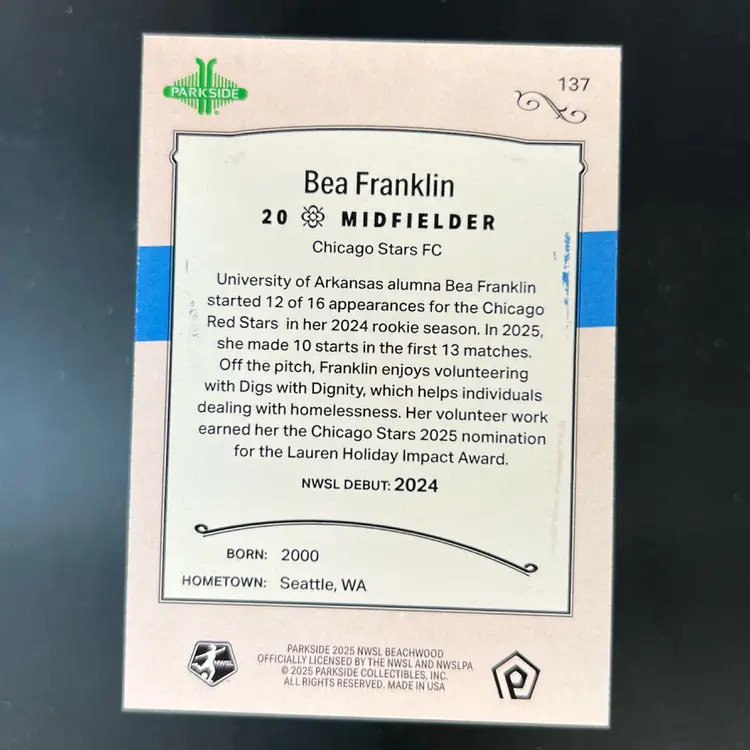 PARKSIDE
137
Bea Franklin
20 MIDFIELDER
Chicago Stars FC
University of Arkansas alumna Bea Franklin
started 12 of 16 appearances for the Chicago
Red Stars in her 2024 rookie season. In 2025,
she made 10 starts in the first 13 matches.
Off the pitch, Franklin enjoys volunteering
with Digs with Dignity, which helps individuals
dealing with homelessness. Her volunteer work
earned her the Chicago Stars 2025 nomination
for the Lauren Holiday Impact Award.
NWSL DEBUT: 2024
BORN: 2000
HOMETOWN: Seattle, WA
NWSL
PARKSIDE 2025 NWSL BEACHWOOD
OFFICIALLY LICENSED BY THE NWSL AND NWSLPA
© 2025 PARKSIDE COLLECTIBLES, INC.
ALL RIGHTS RESERVED. MADE IN USA